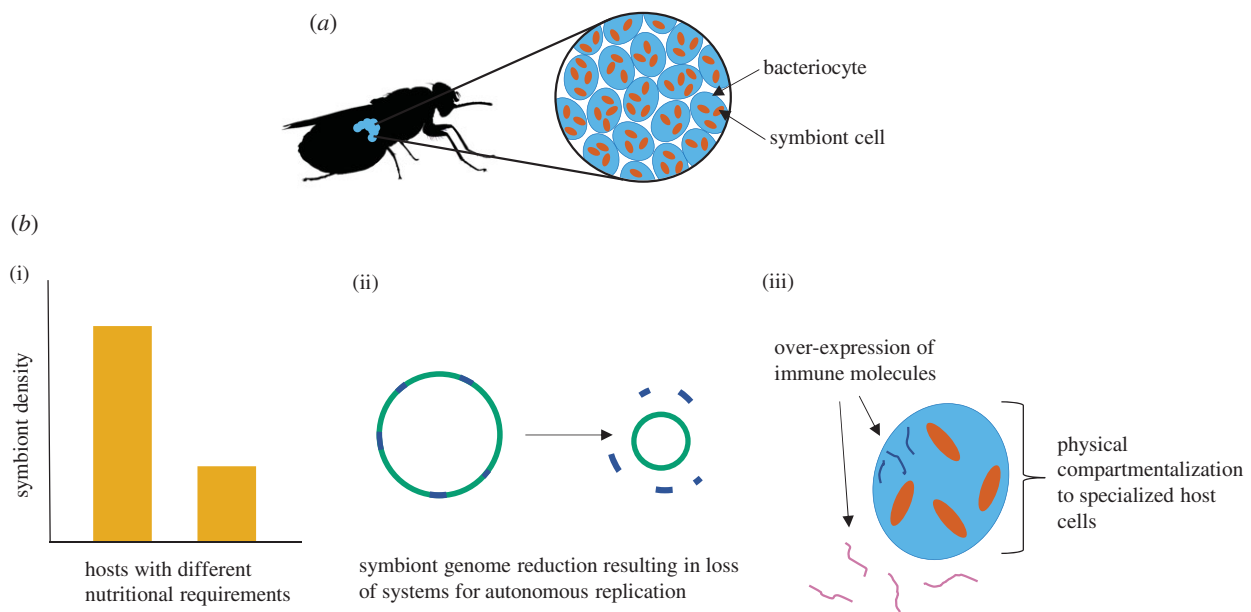 (a)
bacteriocyte
symbiont cell
(b)
(i)
symbiont density
hosts with different
nutritional requirements
(ii)
symbiont genome reduction resulting in loss
of systems for autonomous replication
(iii)
over-expression of
immune molecules
physical
compartmentalization
to specialized host
cells